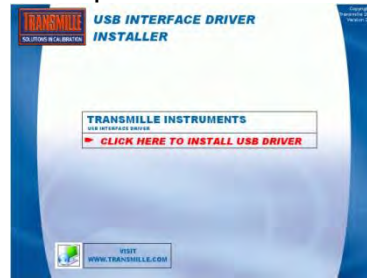 TRANSMILLE
SOLUTIONS IN CALIBRATION
USB INTERFACE DRIVER
INSTALLER
TRANSMILLE INSTRUMENTS
USB INTERFACE DRIVER
CLICK HERE TO INSTALL USB DRIVER
VISIT
WWW.TRANSMILLE.COM